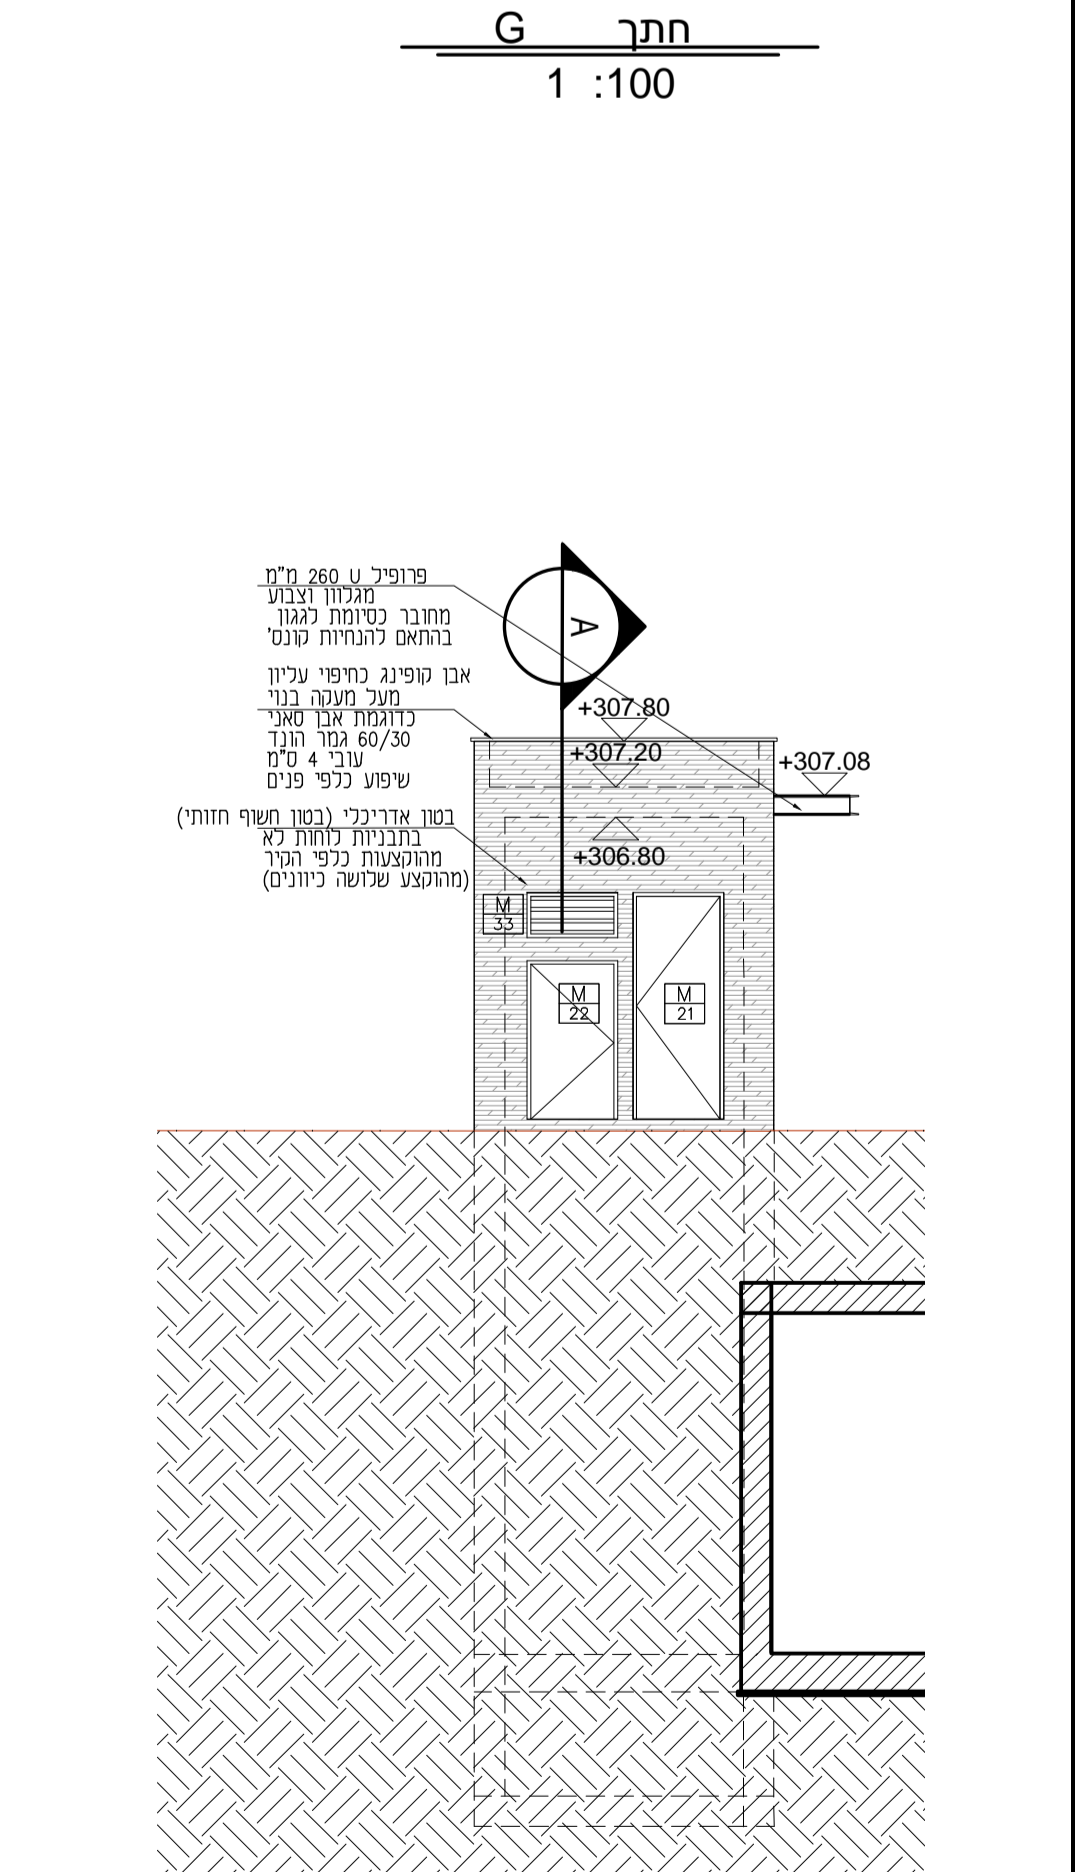 חתך G
1 :100
פרופיל U 260 מ"מ
מגלוון וצבוע
מחובר כסיומת לגגון
בהתאם להנחיות קונס'
A
אבן קופינג כחיפוי עליון
מעל מעקה בנוי
כדוגמת אבן סאני
60/30 גמר הונד
עובי 4 ס"מ
שיפוע כלפי פנים
+307.80
+307.20
+307.08
בטון אדריכלי (בטון חשוף חזותי)
בתבניות לוחות לא
מהוקצעות כלפי הקיר
(מהוקצע שלושה כיוונים)
+306.80
M
33
M
22
M
21